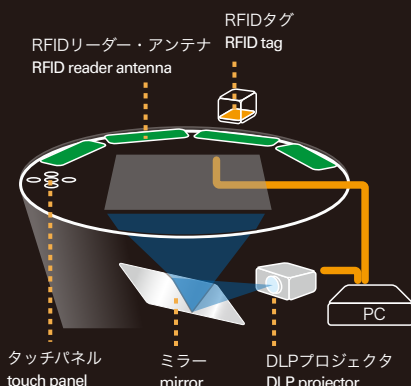 RFIDタグ
RFID tag
RFIDリーダー・アンテナ
RFID reader antenna
PC
タッチパネル
touch panel
ミラー
mirror
DLPプロジェクタ
DLP projector